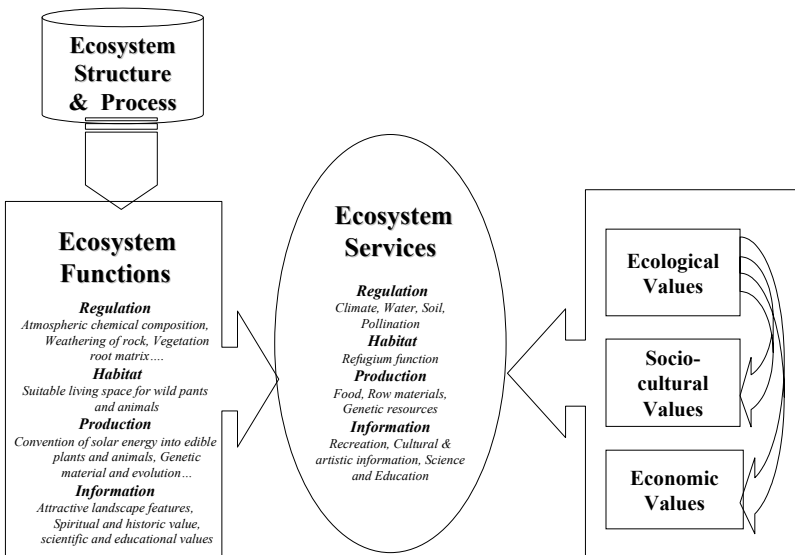 Ecosystem
Structure
& Process
Ecosystem
Functions
Regulation
Atmospheric chemical composition,
Weathering of rock, Vegetation
root matrix….
Habitat
Suitable living space for wild pants
and animals
Production
Convention of solar energy into edible
plants and animals, Genetic
material and evolution…
Information
Attractive landscape features,
Spiritual and historic value,
scientific and educational values
Ecosystem
Services
Regulation
Climate, Water, Soil,
Pollination
Habitat
Refugium function
Production
Food, Row materials,
Genetic resources
Information
Recreation, Cultural &
artistic information, Science
and Education
Ecological
Values
Socio-
cultural
Values
Economic
Values